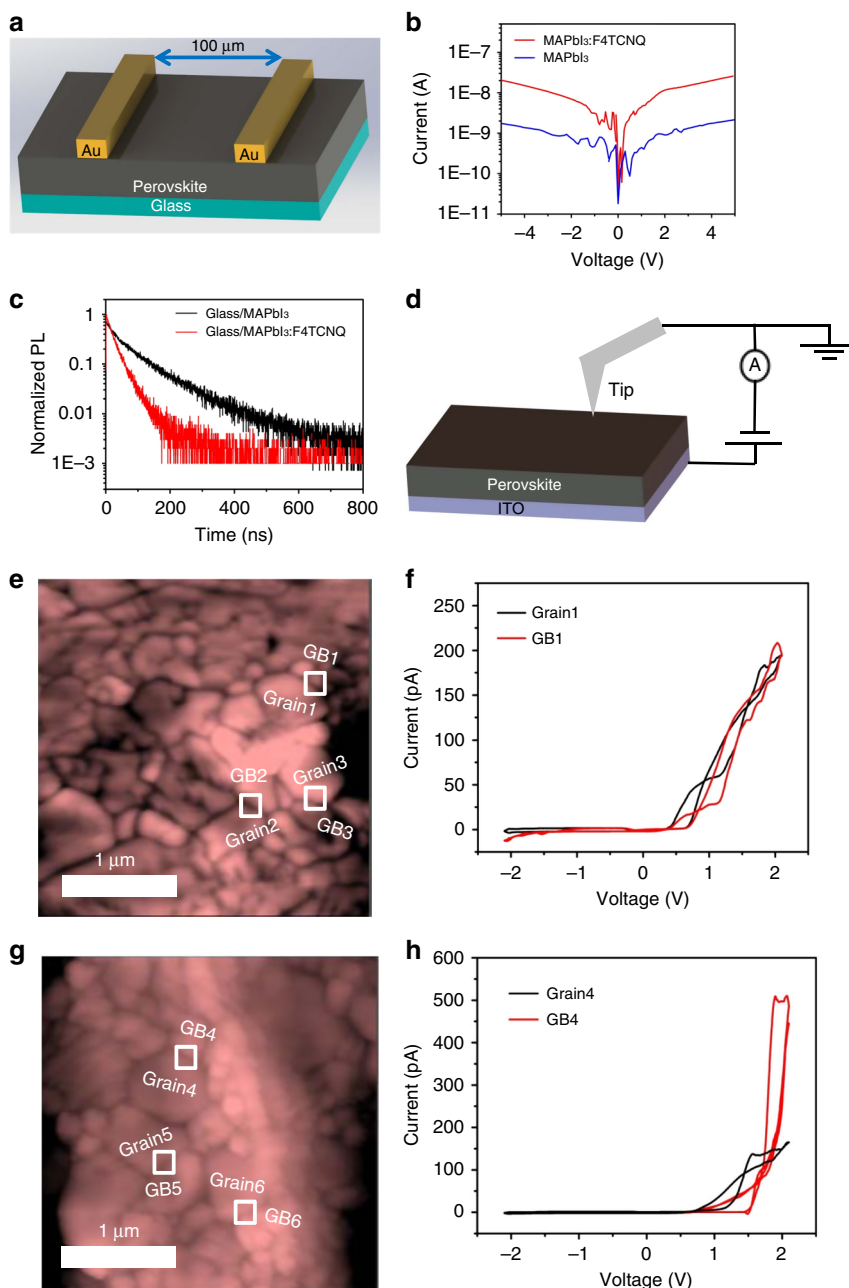 a
100 μm
Au
Au
Perovskite
Glass
b
MAPbI₃:F4TCNQ
MAPbI₃
Current (A)
1E–7
1E–8
1E–9
1E–10
1E–11
–4
–2
0
2
4
Voltage (V)
c
Glass/MAPbI₃
Glass/MAPbI₃:F4TCNQ
Normalized PL
1
0.1
0.01
1E–3
0
200
400
600
800
Time (ns)
d
A
Tip
Perovskite
ITO
e
GB1
Grain1
GB2
Grain3
Grain2
GB3
1 μm
f
Grain1
GB1
Current (pA)
250
200
150
100
50
0
–2
–1
0
1
2
Voltage (V)
g
GB4
Grain4
Grain5
GB5
Grain6
GB6
1 μm
h
Grain4
GB4
Current (pA)
600
500
400
300
200
100
0
–2
–1
0
1
2
Voltage (V)